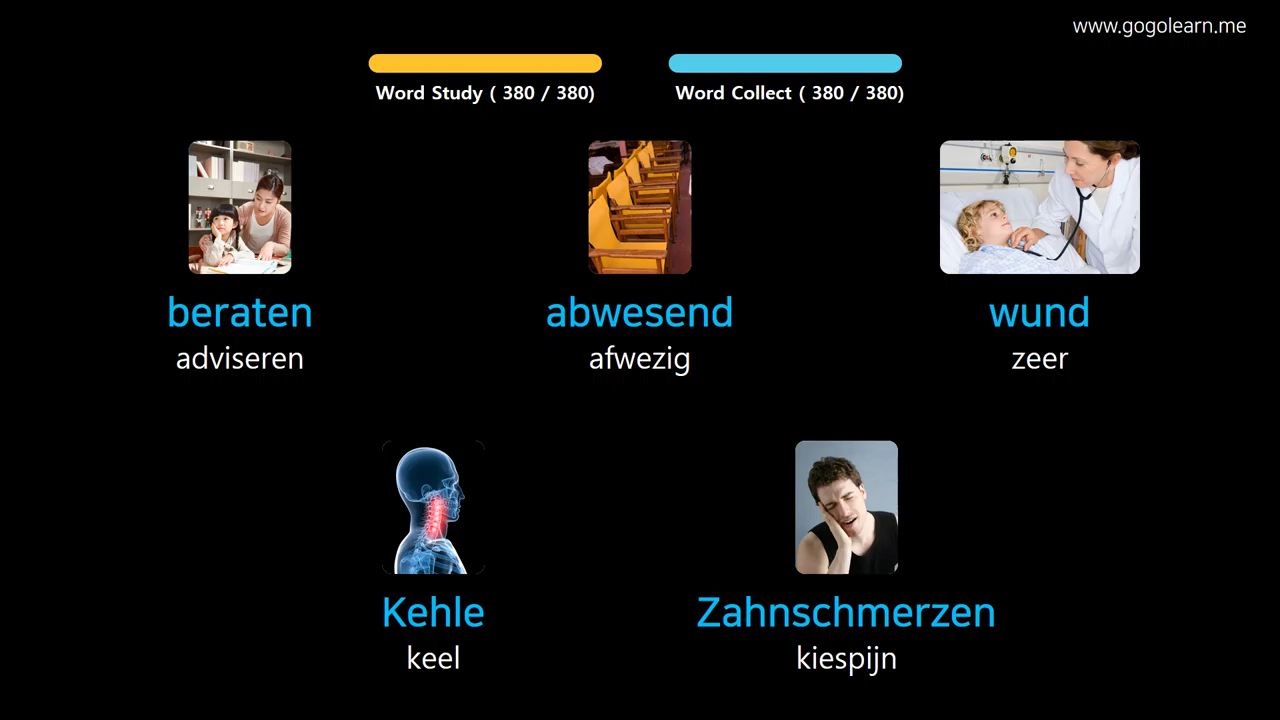 www.gogolearn.me
Word Study ( 380 / 380)
Word Collect ( 380 / 380)
beraten
adviseren
abwesend
afwezig
wund
zeer
Kehle
keel
Zahnschmerzen
kiespijn